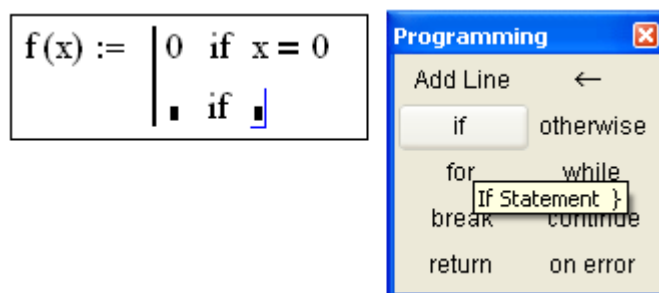 f(x) := 0 if x = 0
▪ if ▪
Programming
Add Line ←
if otherwise
for while
If Statement }
break continue
return on error